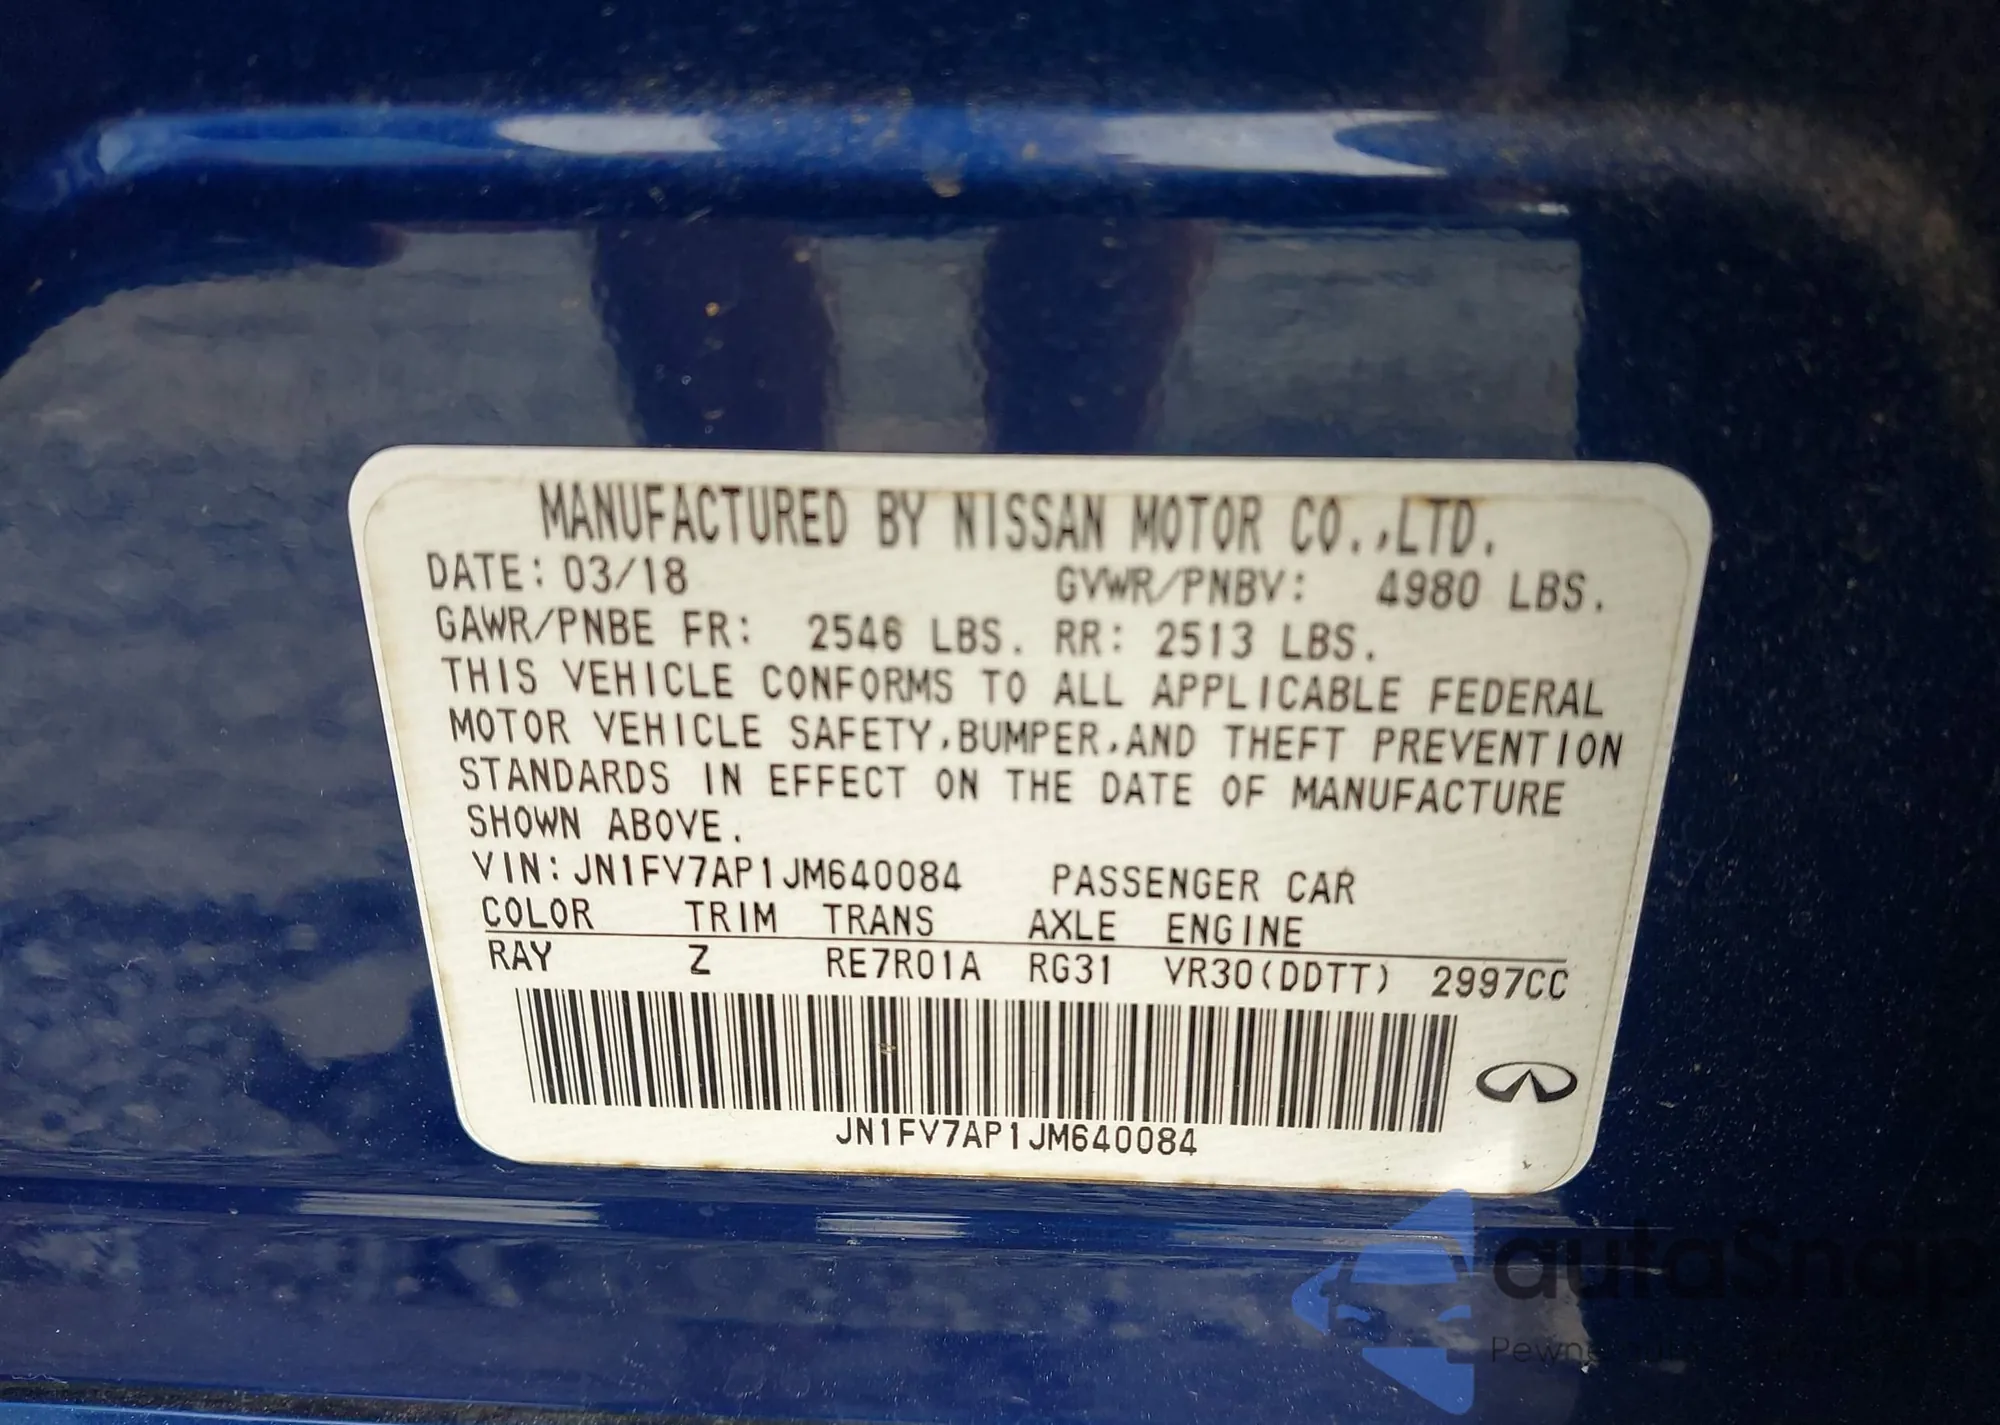 MANUFACTURED BY NISSAN MOTOR CO.,LTD.
DATE: 03/18 GVWR/PNBV: 4980 LBS.
GAWR/PNBE FR: 2546 LBS. RR: 2513 LBS.
THIS VEHICLE CONFORMS TO ALL APPLICABLE FEDERAL
MOTOR VEHICLE SAFETY,BUMPER,AND THEFT PREVENTION
STANDARDS IN EFFECT ON THE DATE OF MANUFACTURE
SHOWN ABOVE.
VIN:JN1FV7AP1JM640084 PASSENGER CAR
COLOR TRIM TRANS AXLE ENGINE
RAY Z RE7R01A RG31 VR30(DDTT) 2997CC
JN1FV7AP1JM640084
autaSnap